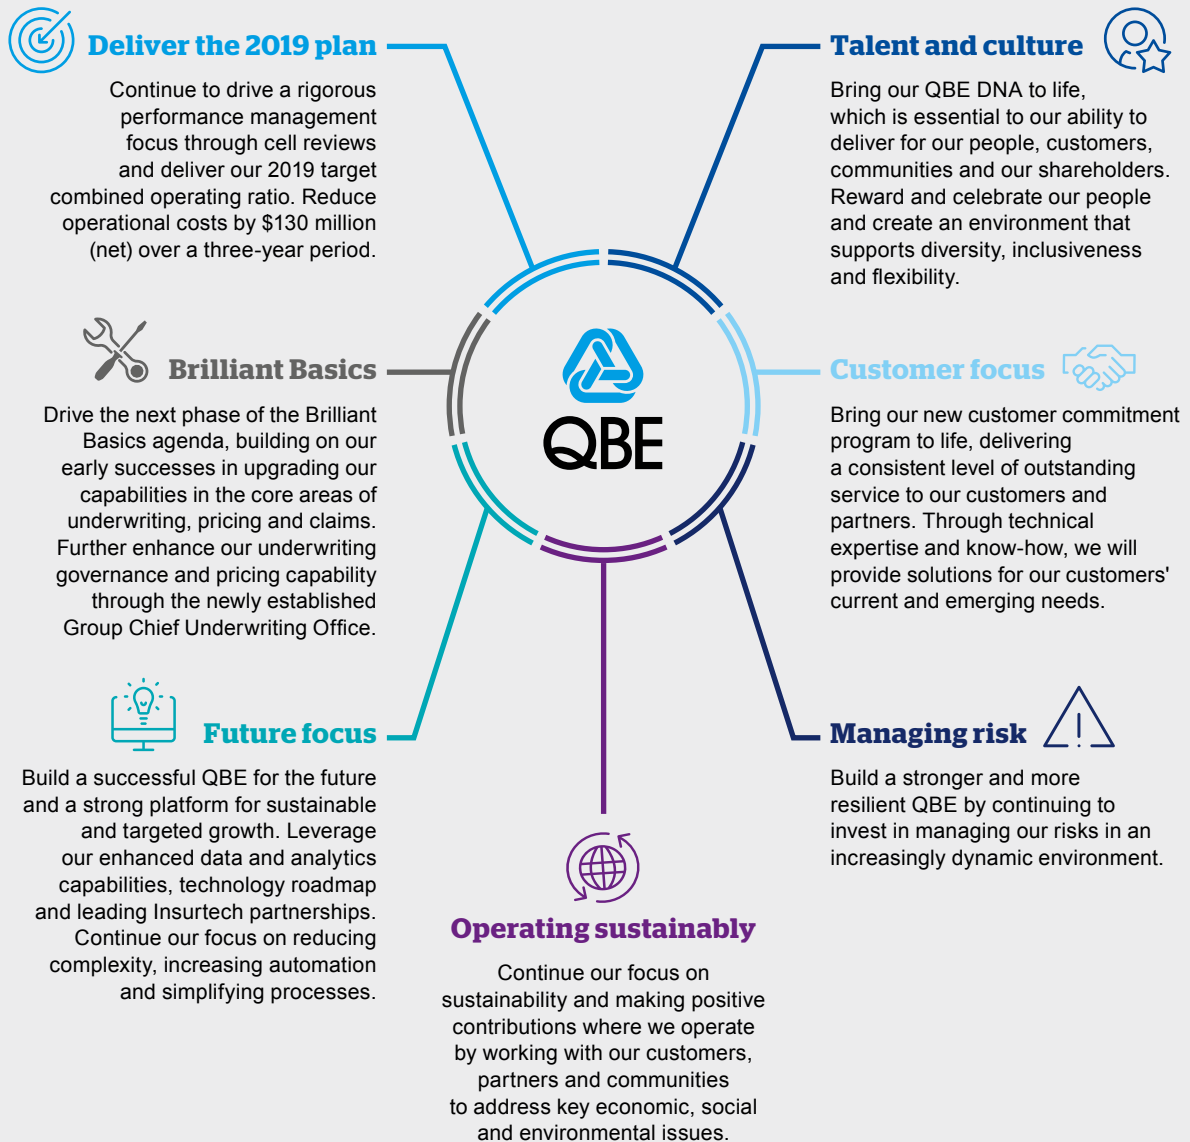 Deliver the 2019 plan
Continue to drive a rigorous
performance management
focus through cell reviews
and deliver our 2019 target
combined operating ratio. Reduce
operational costs by $130 million
(net) over a three-year period.
Talent and culture
Bring our QBE DNA to life,
which is essential to our ability to
deliver for our people, customers,
communities and our shareholders.
Reward and celebrate our people
and create an environment that
supports diversity, inclusiveness
and flexibility.
Brilliant Basics
Drive the next phase of the Brilliant
Basics agenda, building on our
early successes in upgrading our
capabilities in the core areas of
underwriting, pricing and claims.
Further enhance our underwriting
governance and pricing capability
through the newly established
Group Chief Underwriting Office.
QBE
Customer focus
Bring our new customer commitment
program to life, delivering
a consistent level of outstanding
service to our customers and
partners. Through technical
expertise and know-how, we will
provide solutions for our customers'
current and emerging needs.
Future focus
Build a successful QBE for the future
and a strong platform for sustainable
and targeted growth. Leverage
our enhanced data and analytics
capabilities, technology roadmap
and leading Insurtech partnerships.
Continue our focus on reducing
complexity, increasing automation
and simplifying processes.
Managing risk
Build a stronger and more
resilient QBE by continuing to
invest in managing our risks in an
increasingly dynamic environment.
Operating sustainably
Continue our focus on
sustainability and making positive
contributions where we operate
by working with our customers,
partners and communities
to address key economic, social
and environmental issues.